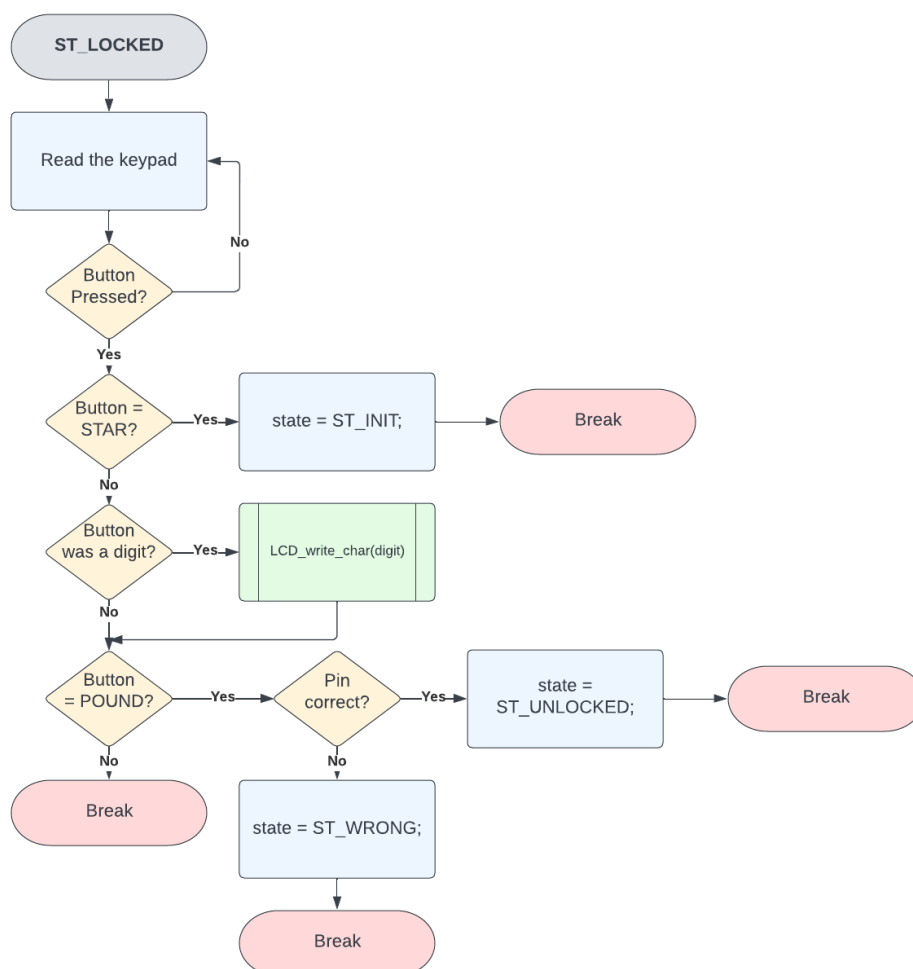 ST_LOCKED
Read the keypad
No
Button
Pressed?
Yes
Button =
STAR?
Yes
state = ST_INIT;
Break
No
Button
was a digit?
Yes
LCD_write_char(digit)
No
Button
= POUND?
Yes
Pin
correct?
Yes
state =
ST_UNLOCKED;
Break
No
Break
No
state = ST_WRONG;
Break